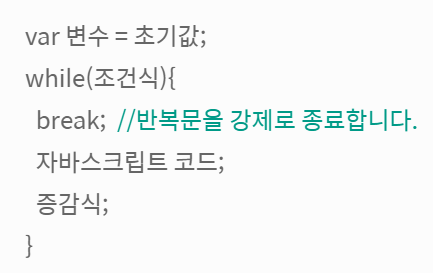 var 변수 = 초기값;
while(조건식){
break; //반복문을 강제로 종료합니다.
자바스크립트 코드;
증감식;
}